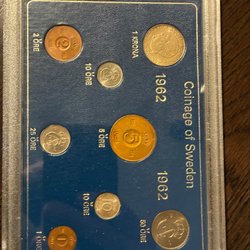 Coinage of Sweden
1962
1962
1 KRONA
10 ÖRE
2 ÖRE
50 ÖRE
10 ÖRE
5 ÖRE
25 ÖRE
1 ÖRE